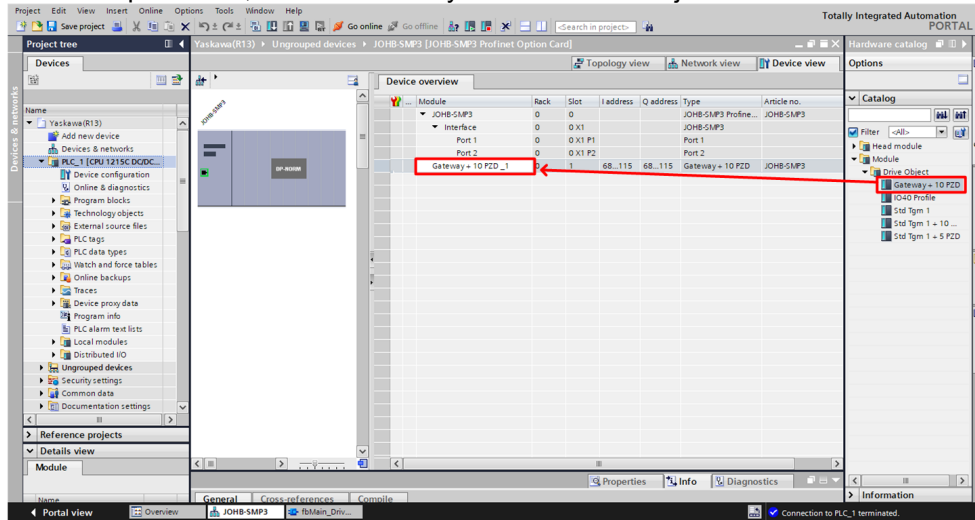 Project Edit View Insert Online Options Tools Window Help
Totally Integrated Automation
PORTAL
Save project
Go online
Go offline
<Search in project>
Project tree
Yaskawa(R13) ▸ Ungrouped devices ▸ JOHB-SMP3 [JOHB-SMP3 Profinet Option Card]
Hardware catalog
Devices
Topology view
Network view
Device view
Options
Devices & networks
Device overview
Name
Yaskawa(R13)
Add new device
Devices & networks
PLC_1 [CPU 1215C DC/DC...
Device configuration
Online & diagnostics
Program blocks
Technology objects
External source files
PLC tags
PLC data types
Watch and force tables
Online backups
Traces
Device proxy data
Program info
PLC alarm text lists
Local modules
Distributed I/O
Ungrouped devices
Security settings
Common data
Documentation settings
Reference projects
Details view
Module
Name
JOHB-SMP3
DP-NORM
... Module Rack Slot I address Q address Type Article no.
JOHB-SMP3 0 0 JOHB-SMP3 Profine... JOHB-SMP3
Interface 0 0 X1 JOHB-SMP3
Port 1 0 0 X1 P1 Port 1
Port 2 0 0 X1 P2 Port 2
Gateway + 10 PZD _1 0 1 68...115 68...115 Gateway + 10 PZD JOHB-SMP3
Catalog
Filter <All>
Head module
Module
Drive Object
Gateway + 10 PZD
IO40 Profile
Std Tgm 1
Std Tgm 1 + 10 ...
Std Tgm 1 + 5 PZD
Information
Properties
Info
Diagnostics
General Cross-references Compile
Portal view
Overview
JOHB-SMP3
fbMain_Driv...
Connection to PLC_1 terminated.